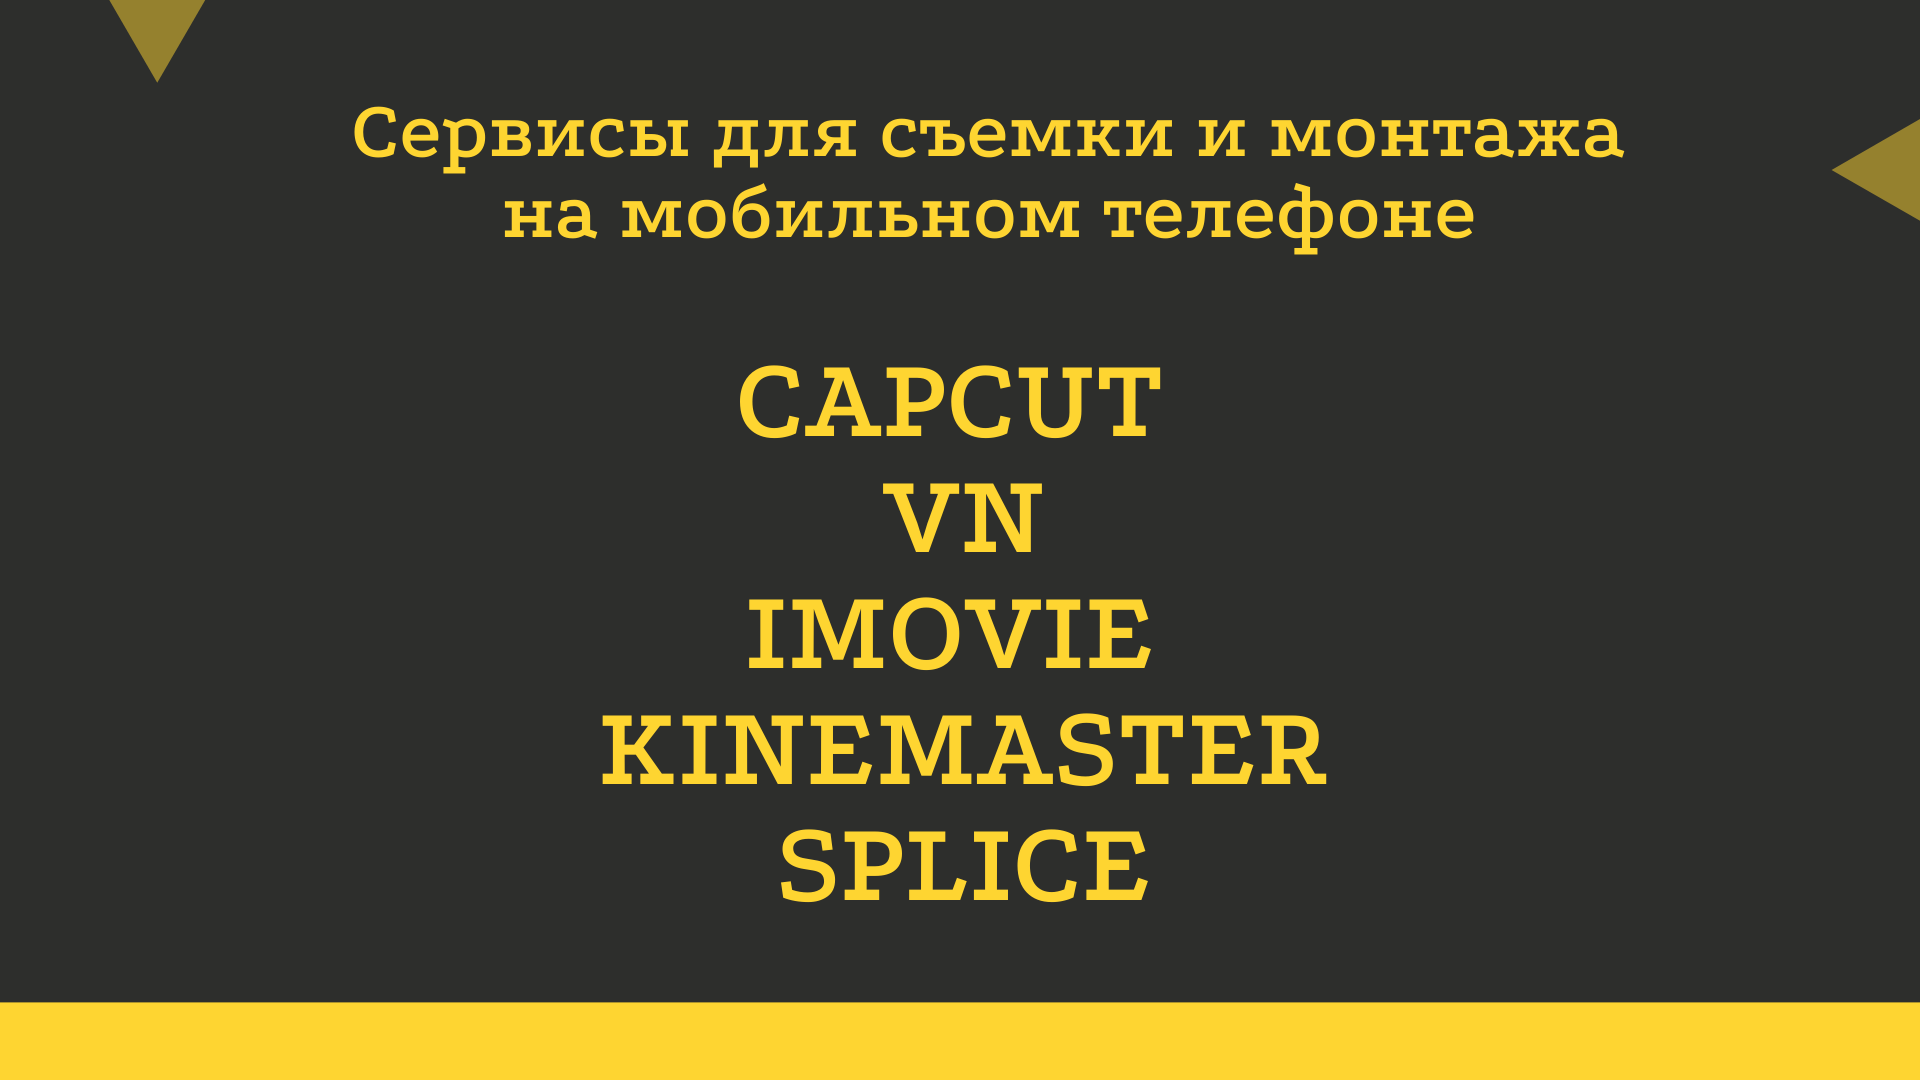 Сервисы для съемки и монтажа
на мобильном телефоне
CAPCUT
VN
IMOVIE
KINEMASTER
SPLICE